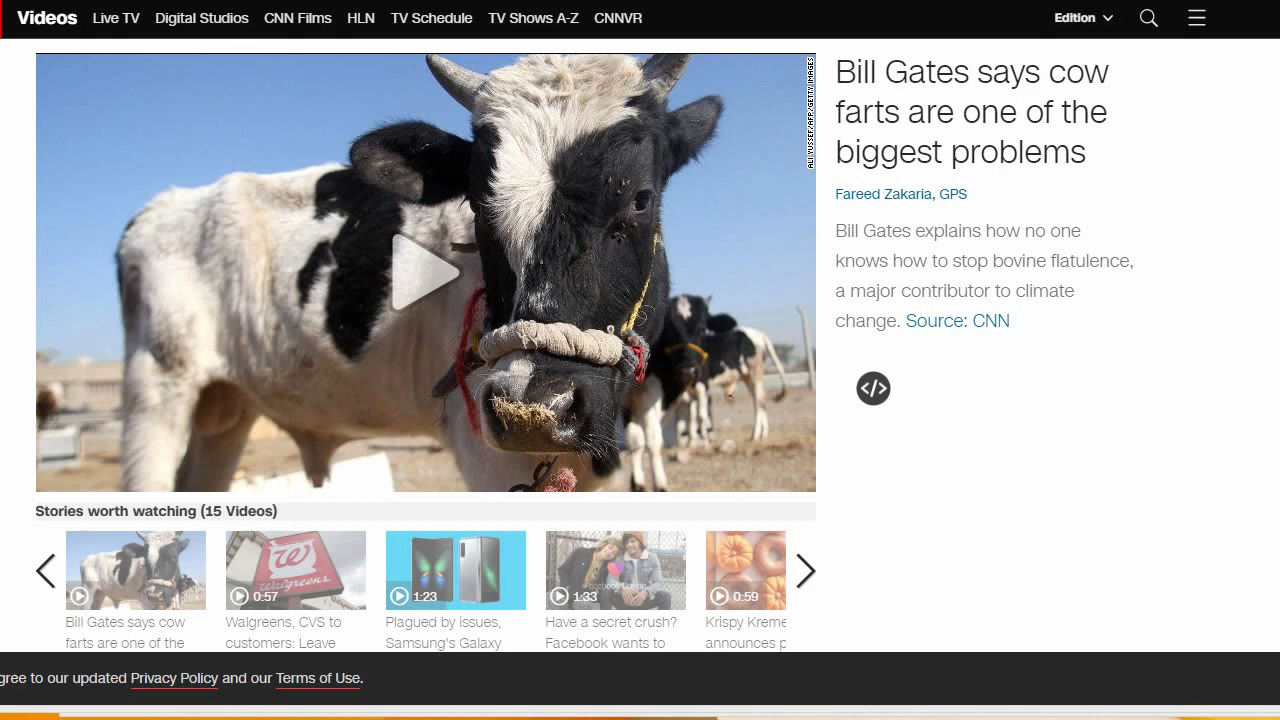 Videos Live TV Digital Studios CNN Films HLN TV Schedule TV Shows A-Z CNNVR Edition
ALI YUSSEF/AFP/GETTY IMAGES
Bill Gates says cow
farts are one of the
biggest problems
Fareed Zakaria, GPS
Bill Gates explains how no one
knows how to stop bovine flatulence,
a major contributor to climate
change. Source: CNN
Stories worth watching (15 Videos)
W
Walgreens
Facebook Dating
0:57
1:23
1:33
0:59
Bill Gates says cow
farts are one of the
Walgreens, CVS to
customers: Leave
Plagued by issues,
Samsung's Galaxy
Have a secret crush?
Facebook wants to
Krispy Kreme
announces p
gree to our updated Privacy Policy and our Terms of Use.